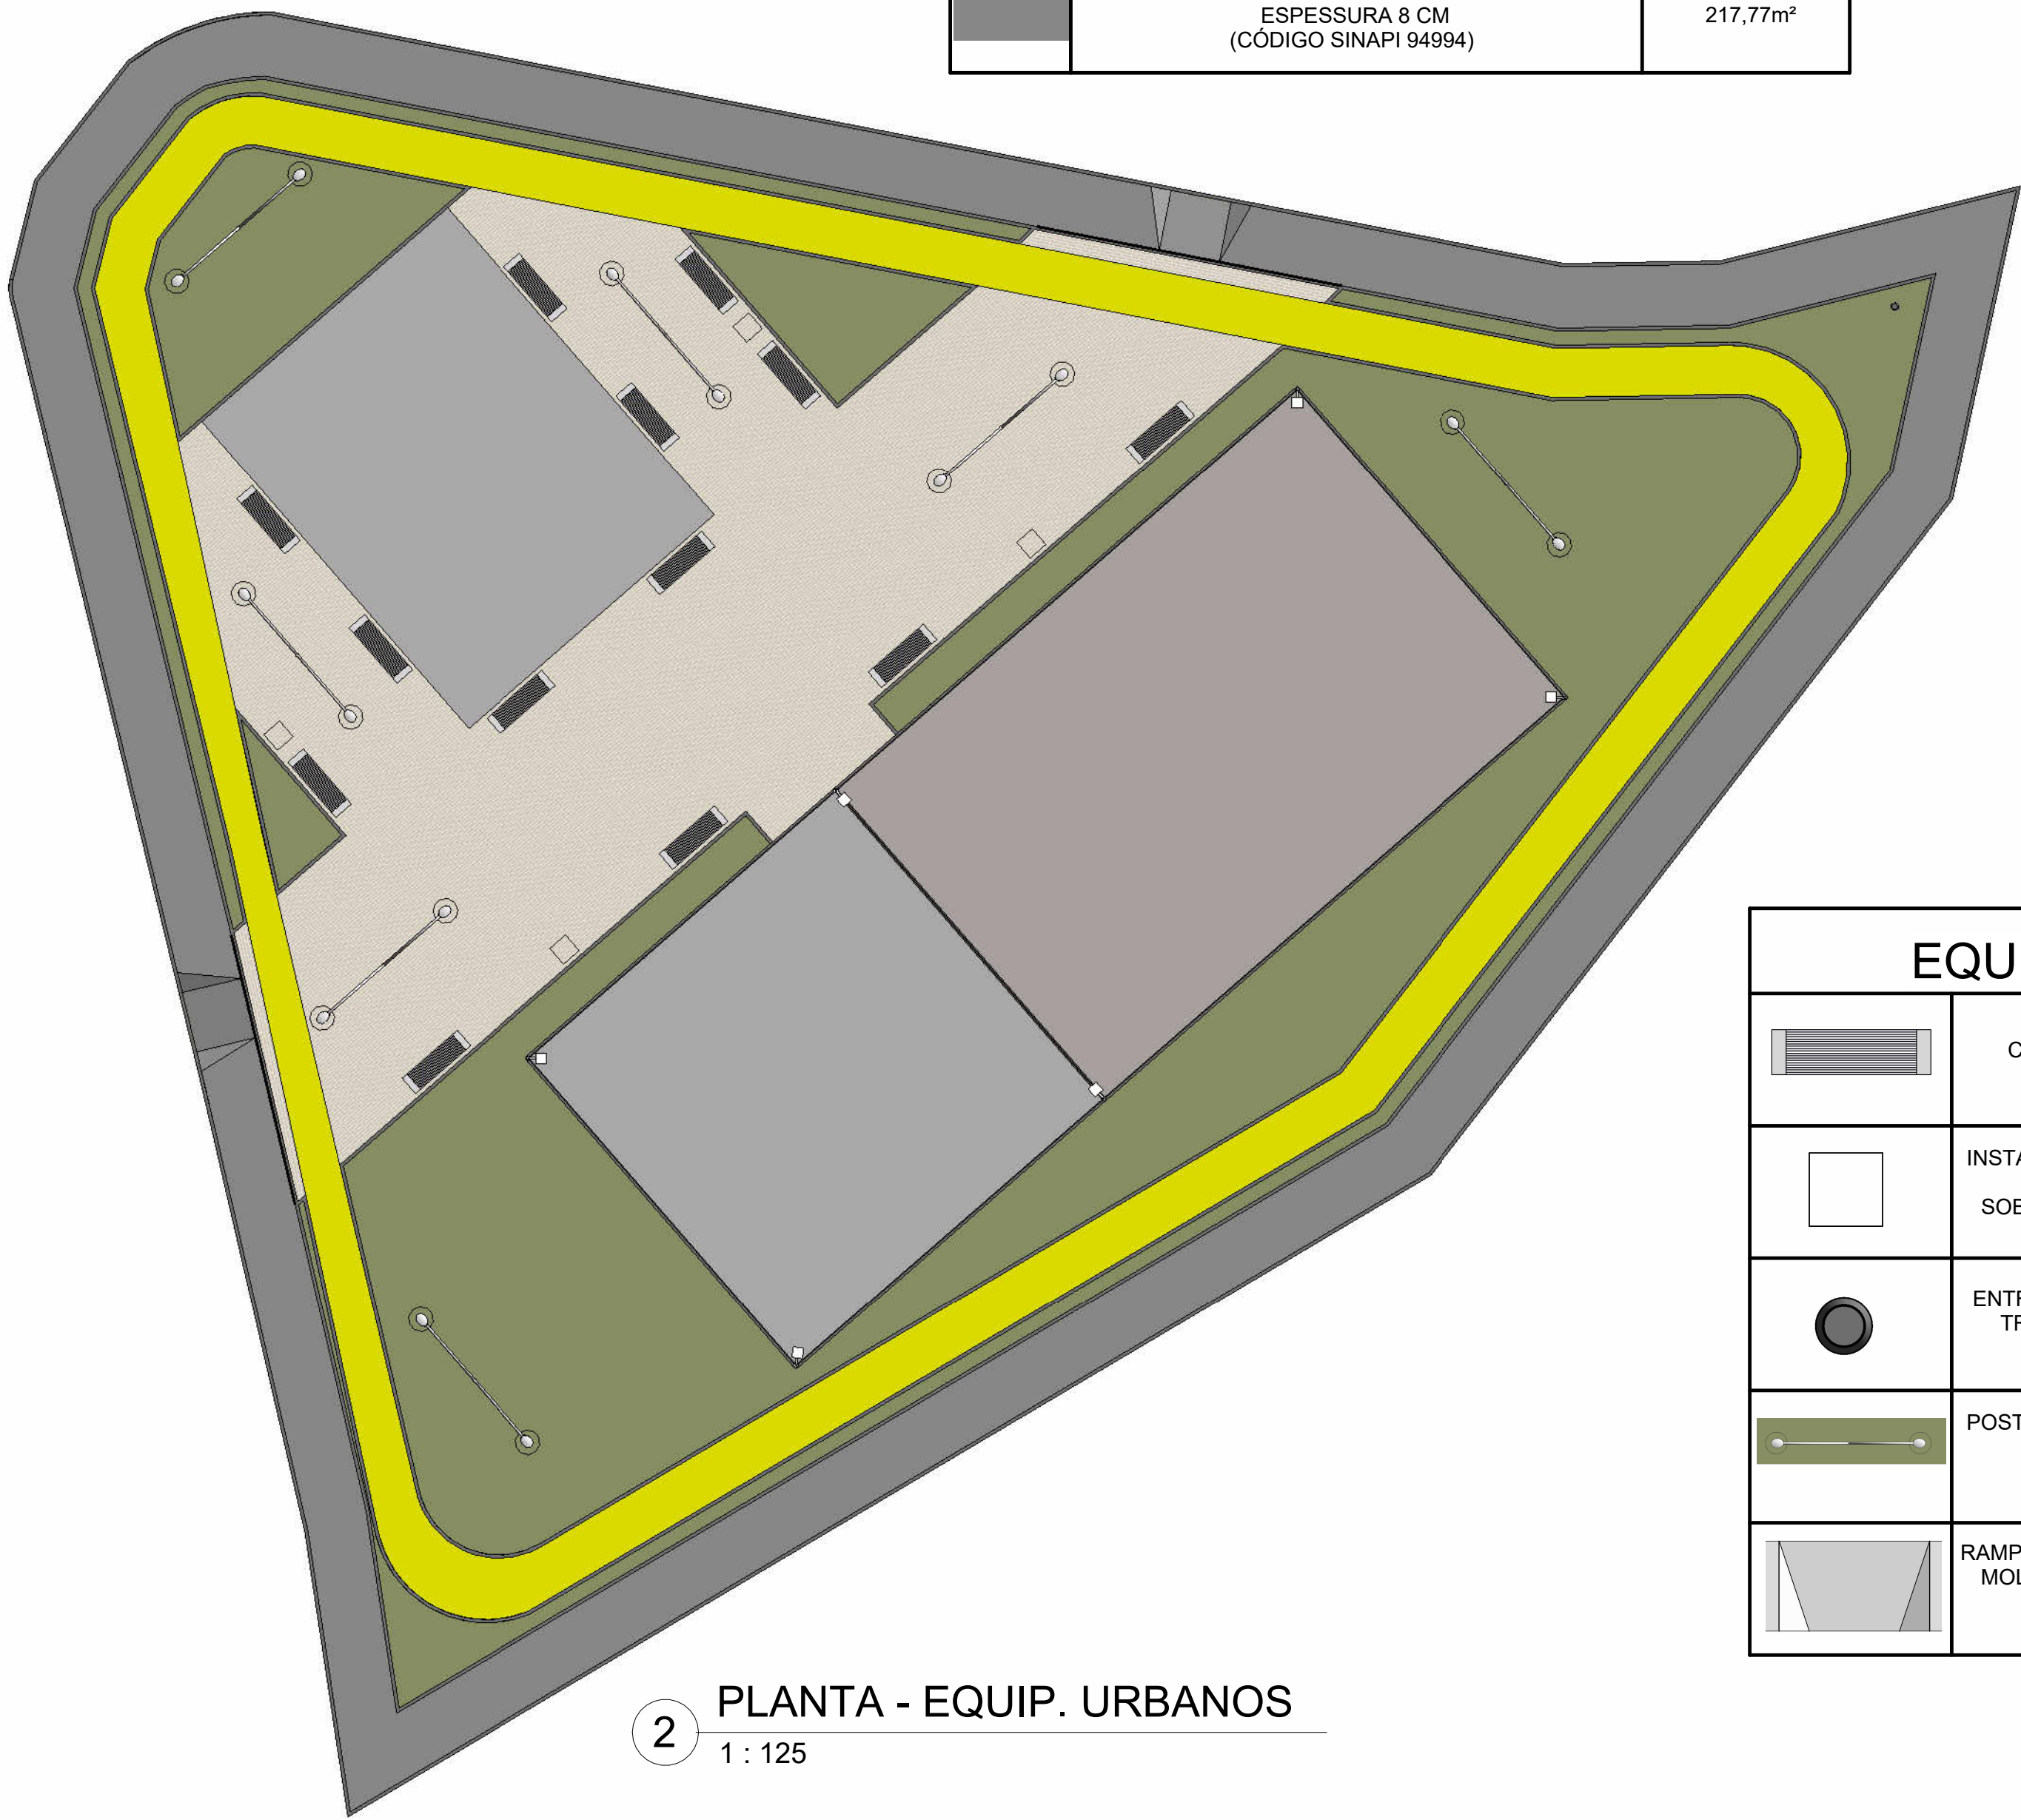 ESPESSURA 8 CM
(CÓDIGO SINAPI 94994)
217,77m²
EQU
C
INSTA
SOB
ENTR
TR
POST
RAMP
MOL
2
PLANTA - EQUIP. URBANOS
1 : 125